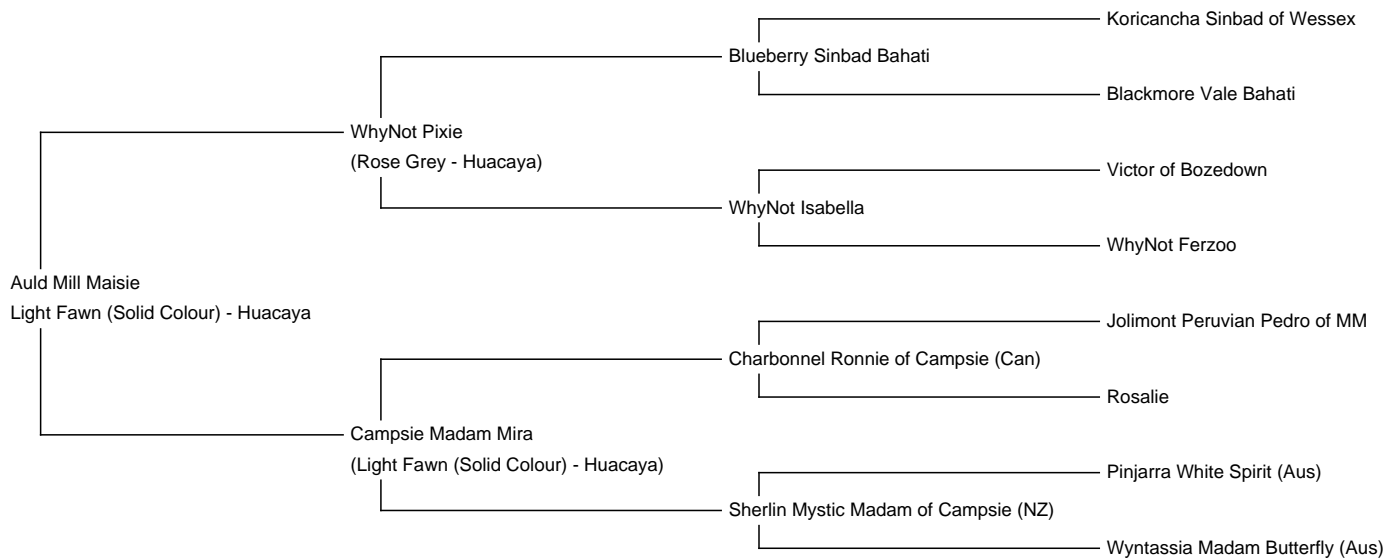 Koricancha Sinbad of Wessex
Blueberry Sinbad Bahati
Blackmore Vale Bahati
WhyNot Pixie
(Rose Grey - Huacaya)
Victor of Bozedown
WhyNot Isabella
WhyNot Ferzoo
Auld Mill Maisie
Light Fawn (Solid Colour) - Huacaya
Jolimont Peruvian Pedro of MM
Charbonnel Ronnie of Campsie (Can)
Rosalie
Campsie Madam Mira
(Light Fawn (Solid Colour) - Huacaya)
Pinjarra White Spirit (Aus)
Sherlin Mystic Madam of Campsie (NZ)
Wyntassia Madam Butterfly (Aus)